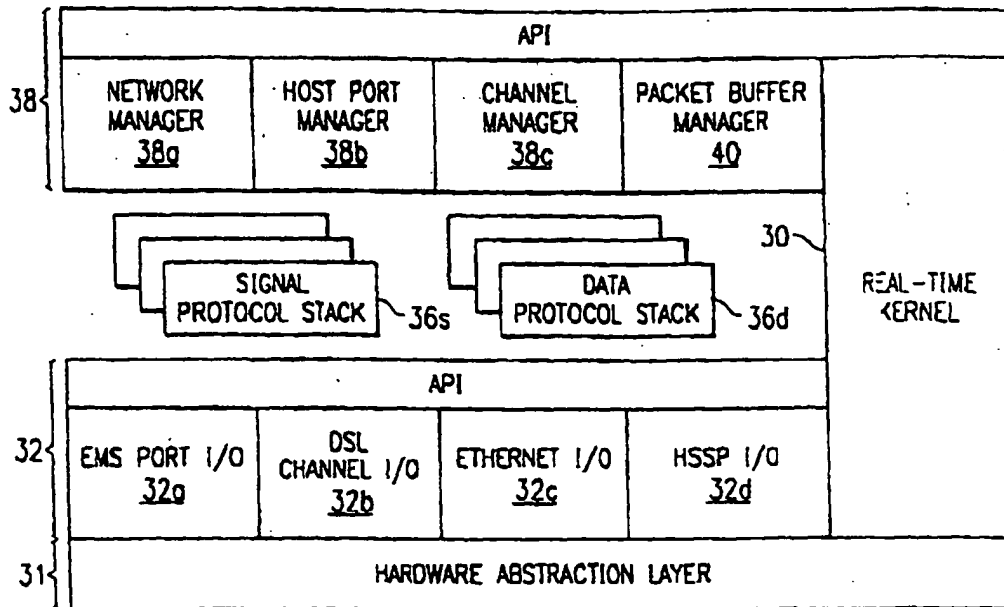 API
38
NETWORK MANAGER 38a
HOST PORT MANAGER 38b
CHANNEL MANAGER 38c
PACKET BUFFER MANAGER 40
30
SIGNAL PROTOCOL STACK
36s
DATA PROTOCOL STACK
36d
REAL-TIME KERNEL
API
32
EMS PORT I/O 32a
DSL CHANNEL I/O 32b
ETHERNET I/O 32c
HSSP I/O 32d
31
HARDWARE ABSTRACTION LAYER